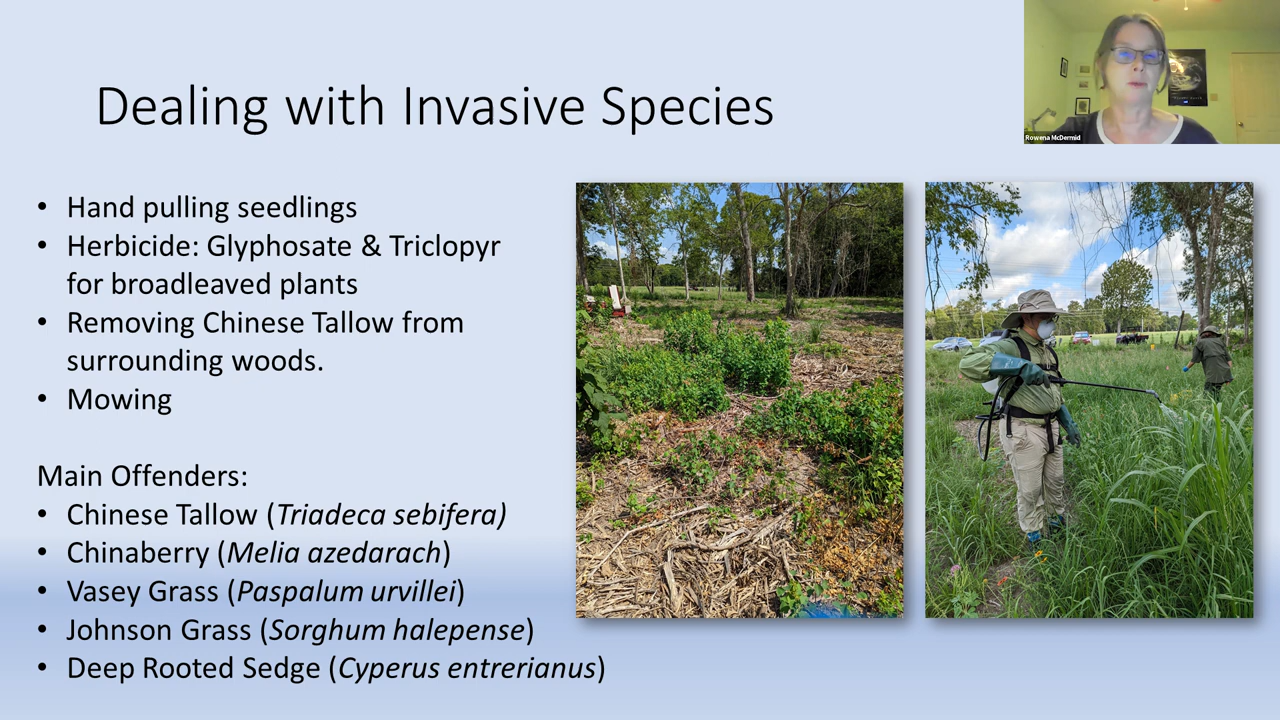 Dealing with Invasive Species
Rowena McDermid
• Hand pulling seedlings
• Herbicide: Glyphosate & Triclopyr
for broadleaved plants
• Removing Chinese Tallow from
surrounding woods.
• Mowing
Main Offenders:
• Chinese Tallow (Triadeca sebifera)
• Chinaberry (Melia azedarach)
• Vasey Grass (Paspalum urvillei)
• Johnson Grass (Sorghum halepense)
• Deep Rooted Sedge (Cyperus entrerianus)